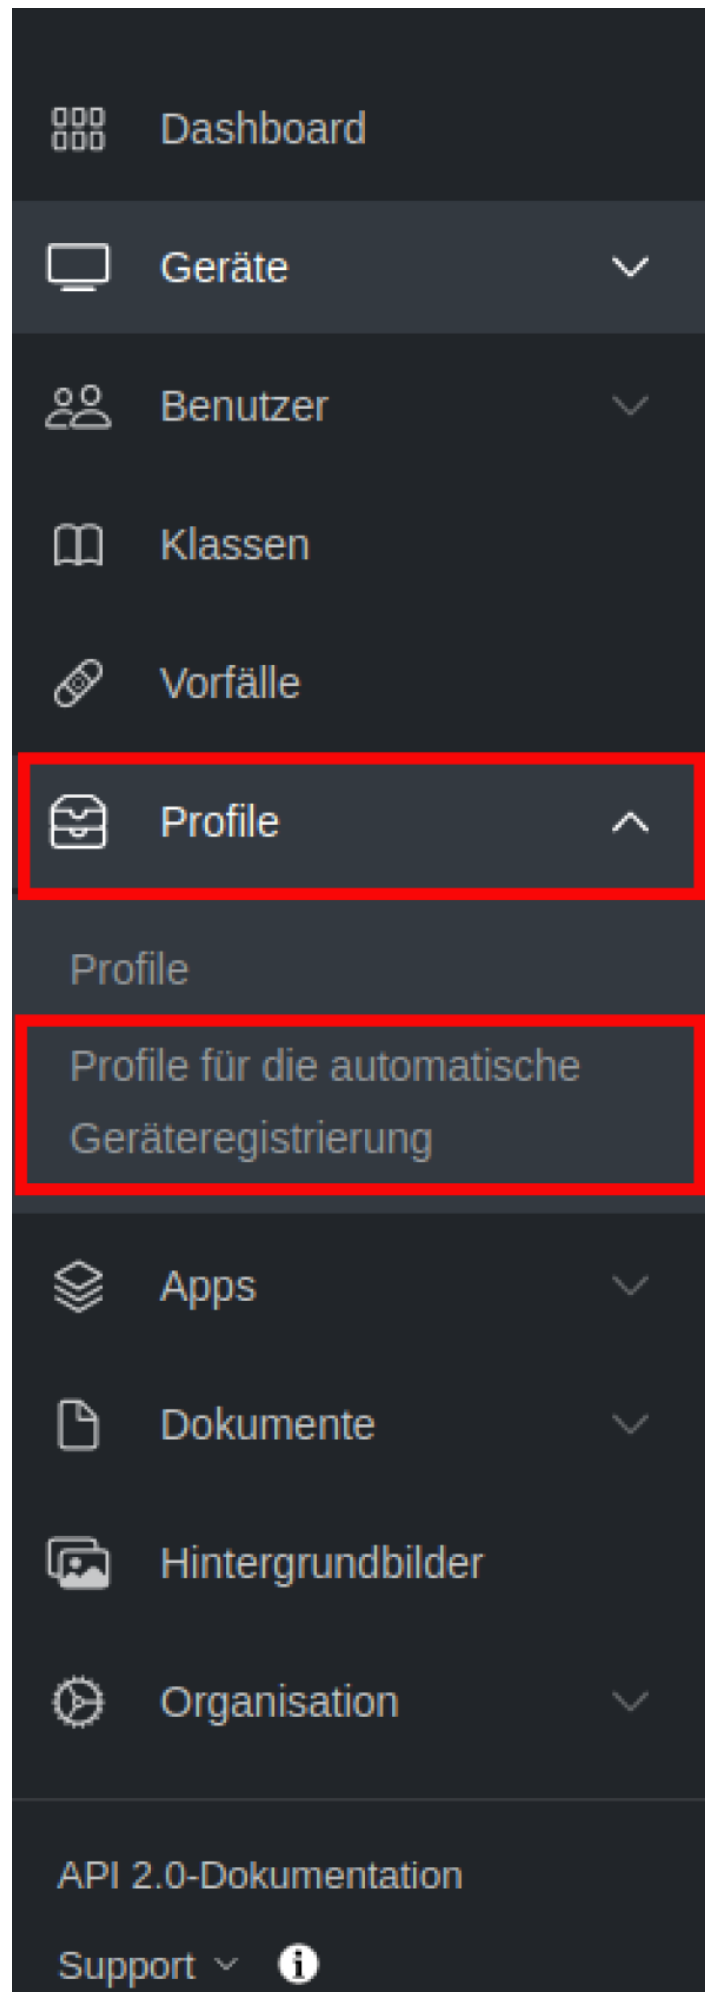 Dashboard
Geräte
Benutzer
Klassen
Vorfälle
Profile
Profile
Profile für die automatische
Geräteregistrierung
Apps
Dokumente
Hintergrundbilder
Organisation
API 2.0-Dokumentation
Support